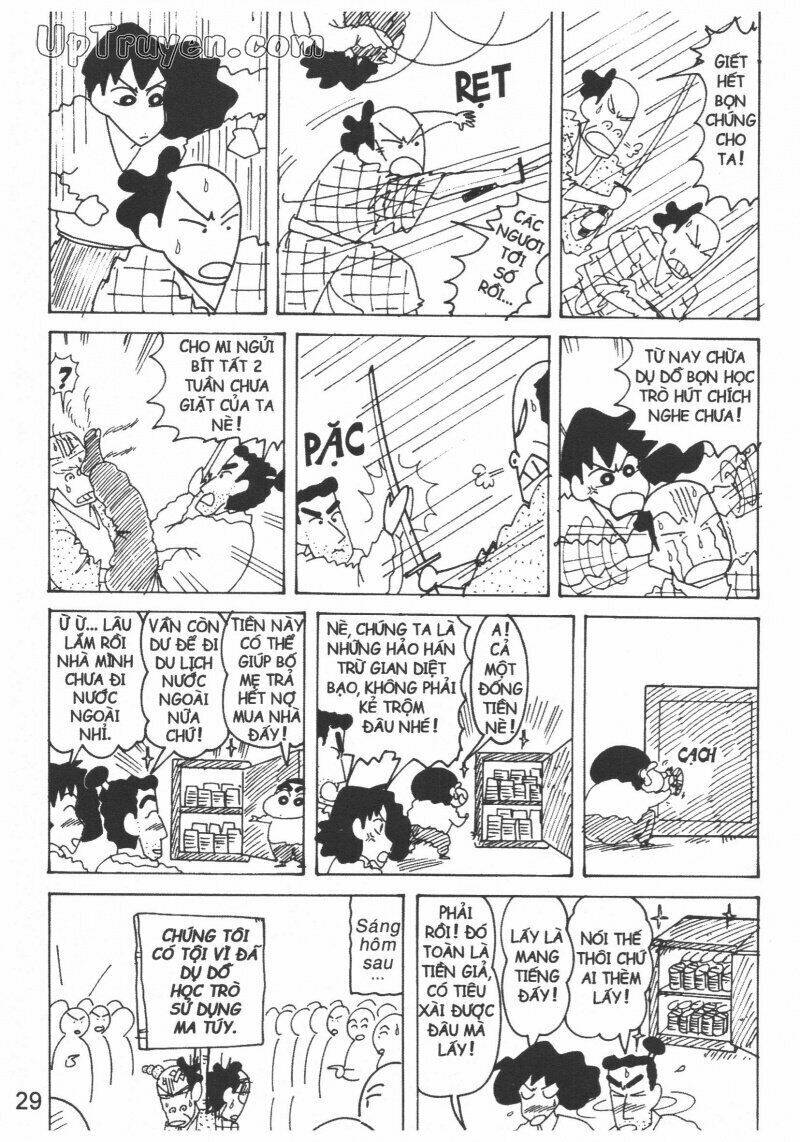 UpTruyen.com
GIẾT
HẾT
BỌN
CHÚNG
CHO
TA!
RẸT
CÁC
NGƯƠI
TỚI
SỐ
RỒI...
TỪ NAY CHỪA
DỤ DỖ BỌN HỌC
TRÒ HÚT CHÍCH
NGHE CHƯA!
PẶC
CHO MI NGỬI
BÍT TẤT 2
TUẦN CHƯA
GIẶT CỦA TA
NÈ!
?
CẠCH
A!
CẢ
MỘT
ĐỐNG
TIỀN
NÈ!
NÈ, CHÚNG TA LÀ
NHỮNG HẢO HÁN
TRỪ GIAN DIỆT
BẠO, KHÔNG PHẢI
KẺ TRỘM
ĐÂU NHÉ!
TIỀN NÀY
CÓ THỂ
GIÚP BỐ
MẸ TRẢ
HẾT NỢ
MUA NHÀ
ĐẤY!
VẪN CÒN
DƯ ĐỂ ĐI
DU LỊCH
NƯỚC
NGOÀI
NỮA
CHỨ!
Ừ Ừ... LÂU
LẮM RỒI
NHÀ MÌNH
CHƯA ĐI
NƯỚC
NGOÀI
NHỈ.
NÓI THẾ
THÔI CHỨ
AI THÈM
LẤY!
LẤY LÀ
MANG
TIẾNG
ĐẤY!
PHẢI
RỒI! ĐÓ
TOÀN LÀ
TIỀN GIẢ,
CÓ TIÊU
XÀI ĐƯỢC
ĐÂU MÀ
LẤY!
Sáng
hôm
sau
...
CHÚNG TÔI
CÓ TỘI VÌ ĐÃ
DỤ DỖ
HỌC TRÒ
SỬ DỤNG
MA TÚY.
29